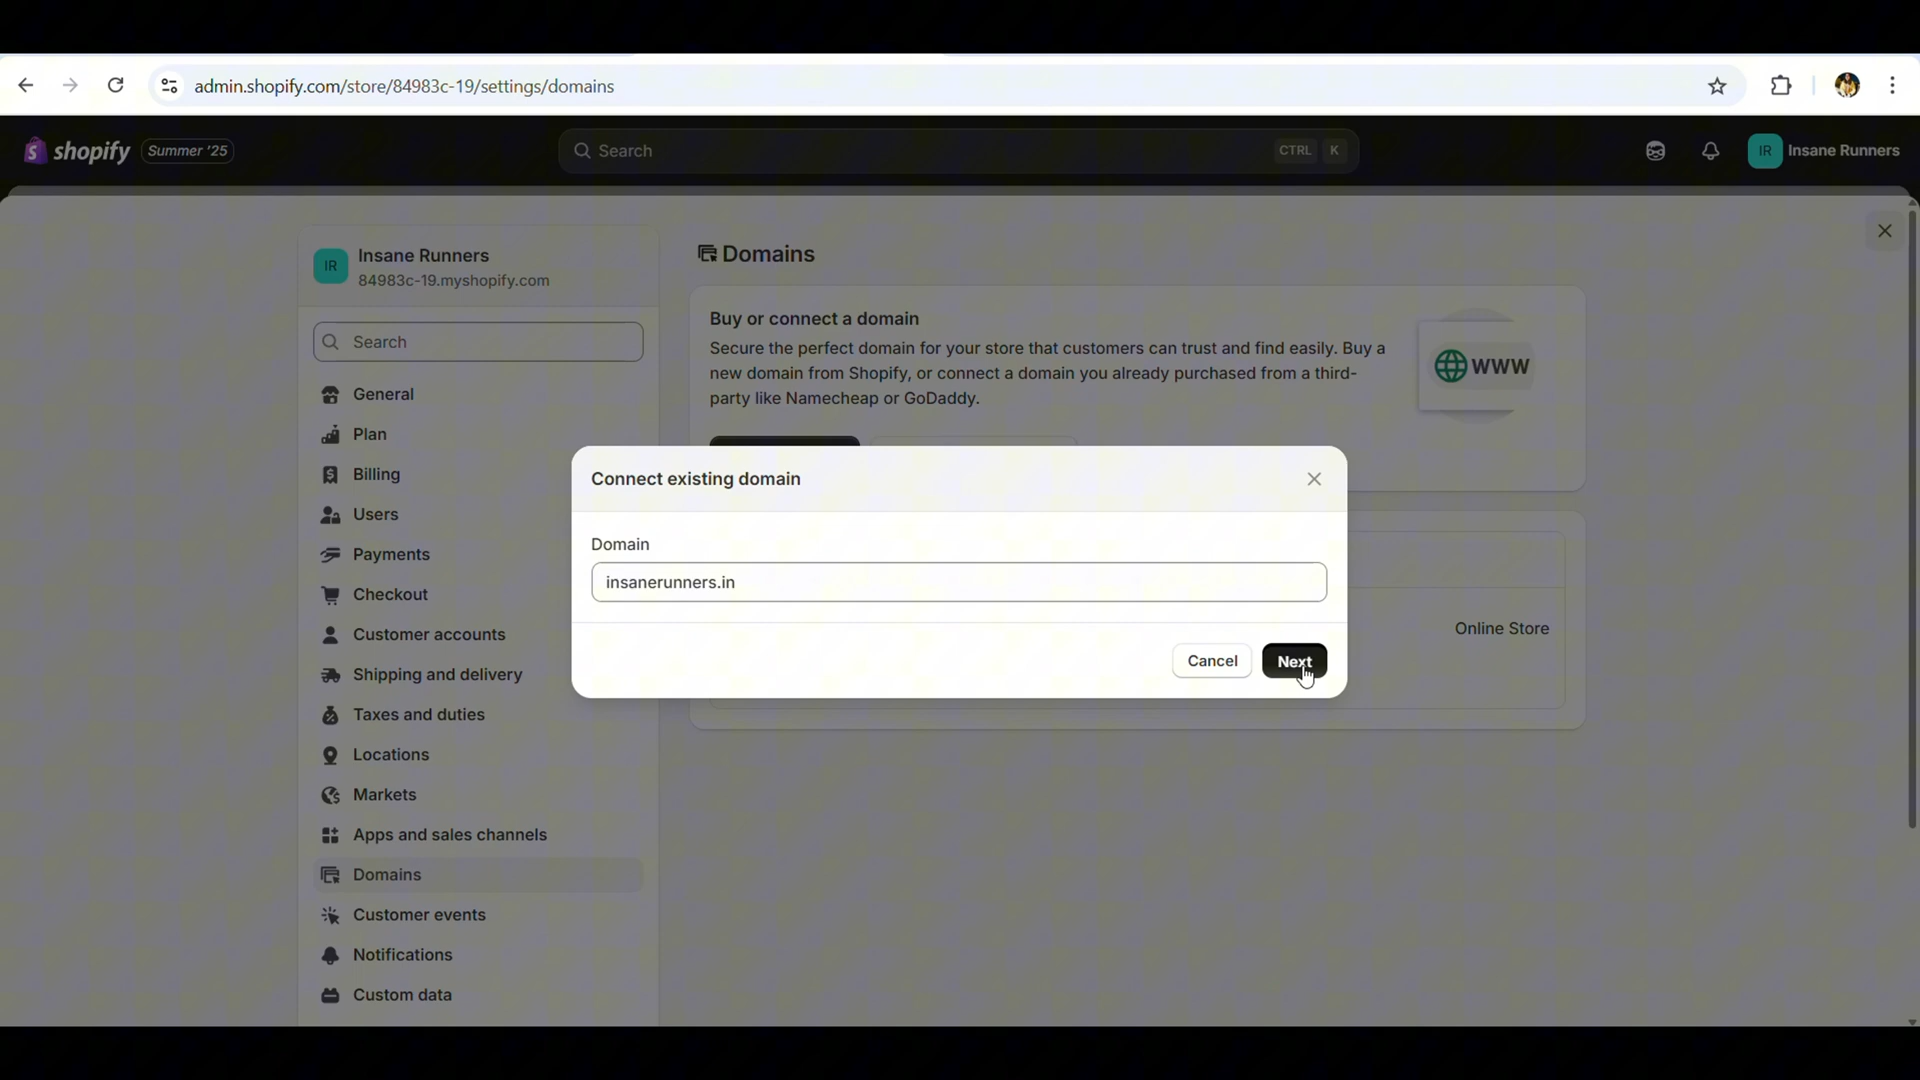 admin.shopify.com/store/84983c-19/settings/domains
shopify
Summer '25
Search
CTRL K
IR
Insane Runners
IR
Insane Runners
84983c-19.myshopify.com
Search
General
Plan
Billing
Users
Payments
Checkout
Customer accounts
Shipping and delivery
Taxes and duties
Locations
Markets
Apps and sales channels
Domains
Customer events
Notifications
Custom data
Domains
Buy or connect a domain
Secure the perfect domain for your store that customers can trust and find easily. Buy a
new domain from Shopify, or connect a domain you already purchased from a third-
party like Namecheap or GoDaddy.
WWW
Connect existing domain
Domain
insanerunners.in
Cancel
Next
Online Store